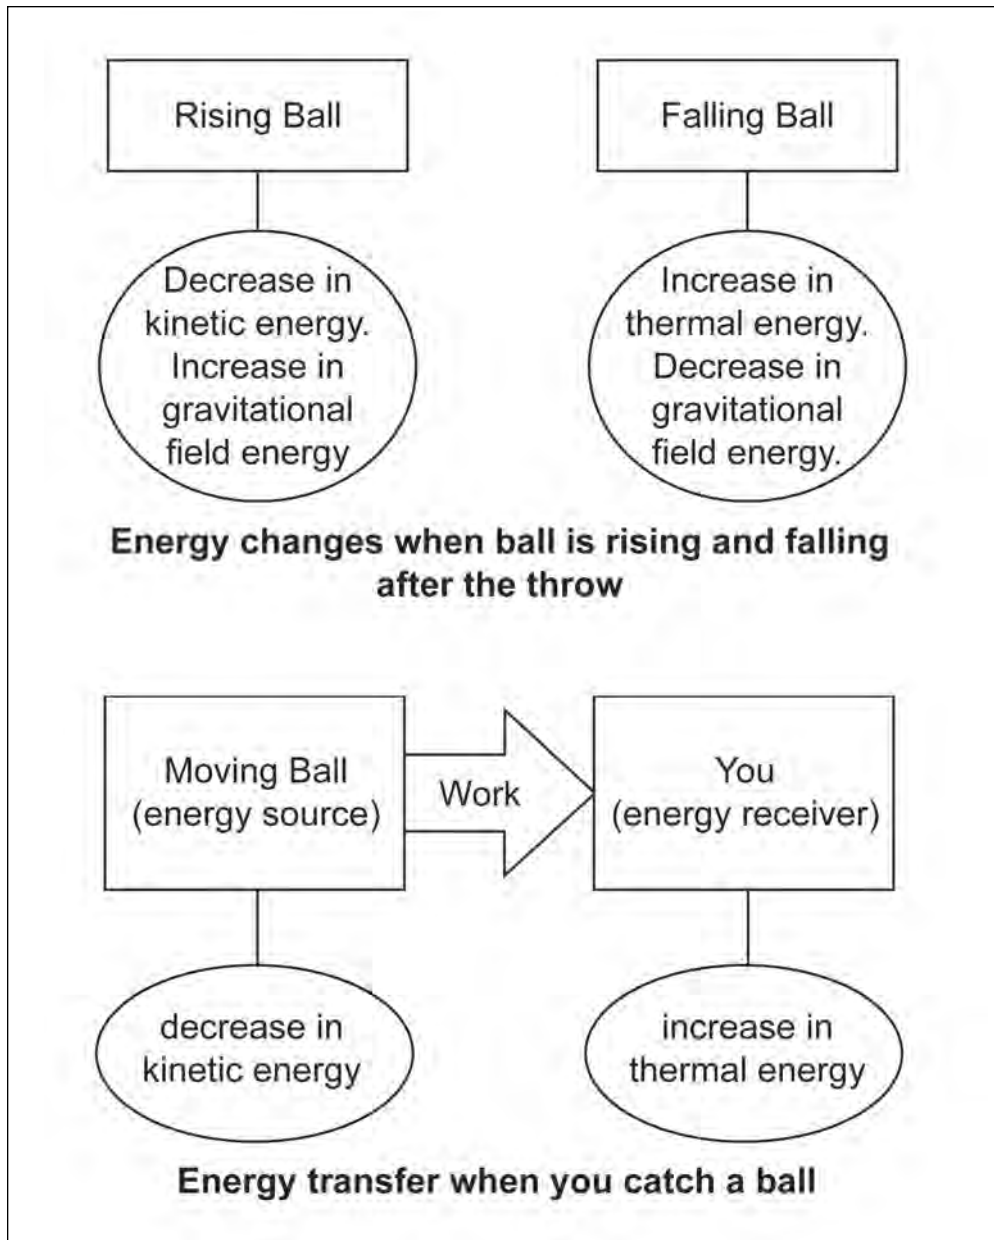 Rising Ball
Falling Ball
Decrease in
kinetic energy.
Increase in
gravitational
field energy
Increase in
thermal energy.
Decrease in
gravitational
field energy.
Energy changes when ball is rising and falling
after the throw
Moving Ball
(energy source)
Work
You
(energy receiver)
decrease in
kinetic energy
increase in
thermal energy
Energy transfer when you catch a ball